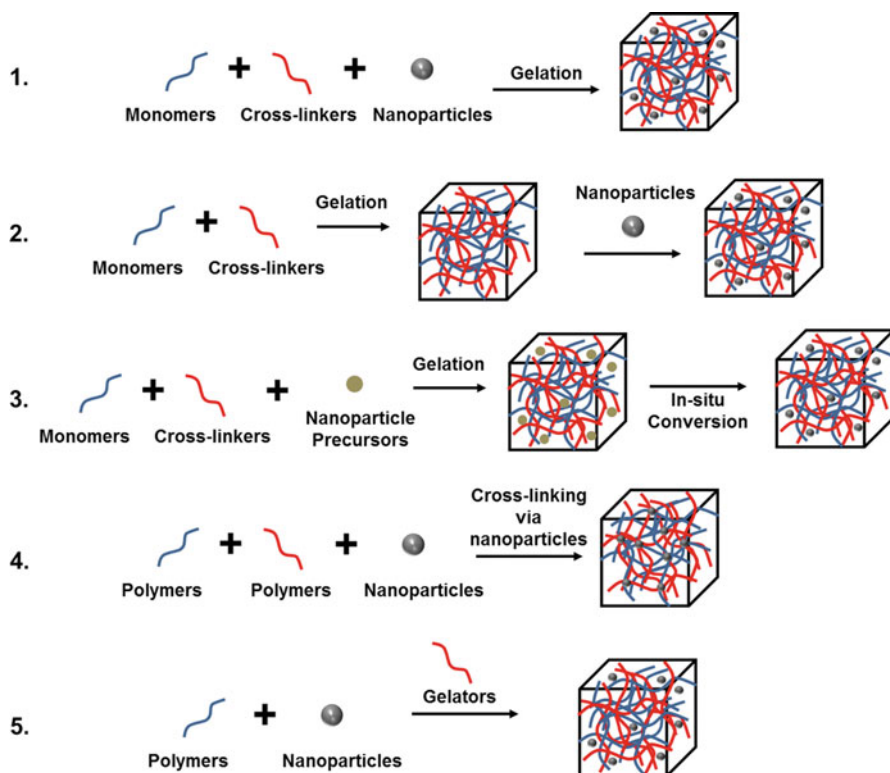 1.
Monomers
Cross-linkers
Nanoparticles
Gelation
2.
Monomers
Cross-linkers
Gelation
Nanoparticles
3.
Monomers
Cross-linkers
Nanoparticle
Precursors
Gelation
In-situ
Conversion
4.
Polymers
Polymers
Nanoparticles
Cross-linking
via
nanoparticles
5.
Polymers
Nanoparticles
Gelators